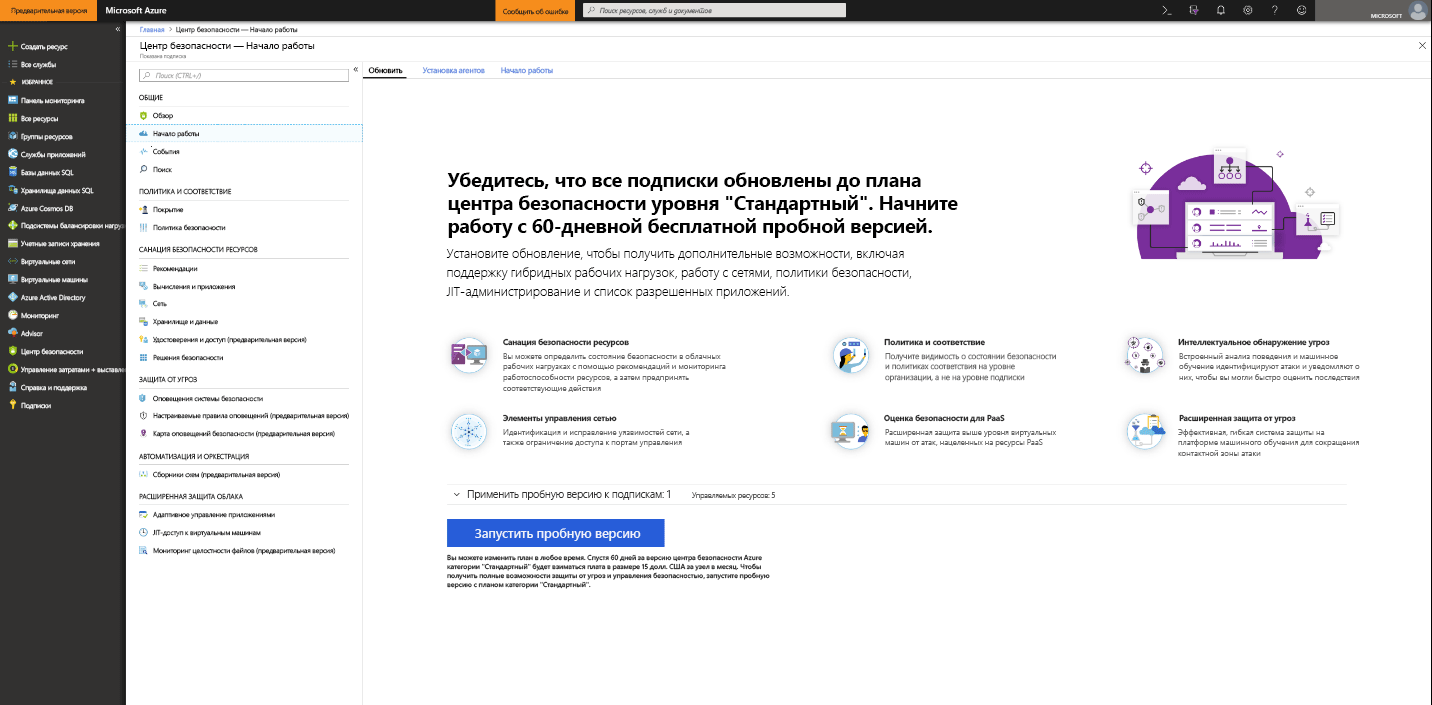 Предварительная версия
Microsoft Azure
Сообщить об ошибке
Поиск ресурсов, служб и документов
MICROSOFT
«
Создать ресурс
Все службы
ИЗБРАННОЕ
Панель мониторинга
Все ресурсы
Группы ресурсов
Службы приложений
Базы данных SQL
Хранилища данных SQL
Azure Cosmos DB
Подсистемы балансировки нагруз
Учетные записи хранения
Виртуальные сети
Виртуальные машины
Azure Active Directory
Мониторинг
Advisor
Центр безопасности
Управление затратами + выставле
Справка и поддержка
Подписки
Главная > Центр безопасности — Начало работы
Центр безопасности — Начало работы
Показана подписка
Поиск (CTRL+/)
«
ОБЩИЕ
Обзор
Начало работы
События
Поиск
ПОЛИТИКА И СООТВЕТСТВИЕ
Покрытие
Политика безопасности
САНАЦИЯ БЕЗОПАСНОСТИ РЕСУРСОВ
Рекомендации
Вычисления и приложения
Сеть
Хранилище и данные
Удостоверения и доступ (предварительная версия)
Решения безопасности
ЗАЩИТА ОТ УГРОЗ
Оповещения системы безопасности
Настраиваемые правила оповещений (предварительная версия)
Карта оповещений безопасности (предварительная версия)
АВТОМАТИЗАЦИЯ И ОРКЕСТРАЦИЯ
Сборники схем (предварительная версия)
РАСШИРЕННАЯ ЗАЩИТА ОБЛАКА
Адаптивное управление приложениями
JIT-доступ к виртуальным машинам
Мониторинг целостности файлов (предварительная версия)
Обновить
Установка агентов
Начало работы
Убедитесь, что все подписки обновлены до плана
центра безопасности уровня "Стандартный". Начните
работу с 60-дневной бесплатной пробной версией.
Установите обновление, чтобы получить дополнительные возможности, включая
поддержку гибридных рабочих нагрузок, работу с сетями, политики безопасности,
JIT-администрирование и список разрешенных приложений.
Санация безопасности ресурсов
Вы можете определить состояние безопасности в облачных
рабочих нагрузках с помощью рекомендаций и мониторинга
работоспособности ресурсов, а затем предпринять
соответствующие действия
Политика и соответствие
Получите видимость о состоянии безопасности
и политиках соответствия на уровне
организации, а не на уровне подписки
Интеллектуальное обнаружение угроз
Встроенный анализ поведения и машинное
обучение идентифицируют атаки и уведомляют о
них, чтобы вы могли быстро оценить последствия
Элементы управления сетью
Идентификация и исправление уязвимостей сети, а
также ограничение доступа к портам управления
Оценка безопасности для PaaS
Расширенная защита выше уровня виртуальных
машин от атак, нацеленных на ресурсы PaaS
Расширенная защита от угроз
Эффективная, гибкая система защиты на
платформе машинного обучения для сокращения
контактной зоны атаки
Применить пробную версию к подпискам: 1
Управляемых ресурсов: 5
Запустить пробную версию
Вы можете изменить план в любое время. Спустя 60 дней за версию центра безопасности Azure
категории "Стандартный" будет взиматься плата в размере 15 долл. США за узел в месяц. Чтобы
получить полные возможности защиты от угроз и управления безопасностью, запустите пробную
версию с планом категории "Стандартный".